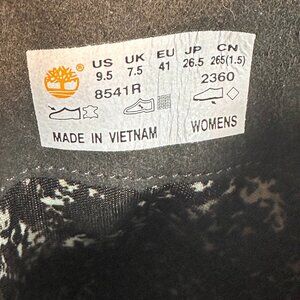 US UK EU JP CN
9.5 7.5 41 26.5 265(1.5)
8541R 2360
MADE IN VIETNAM WOMENS